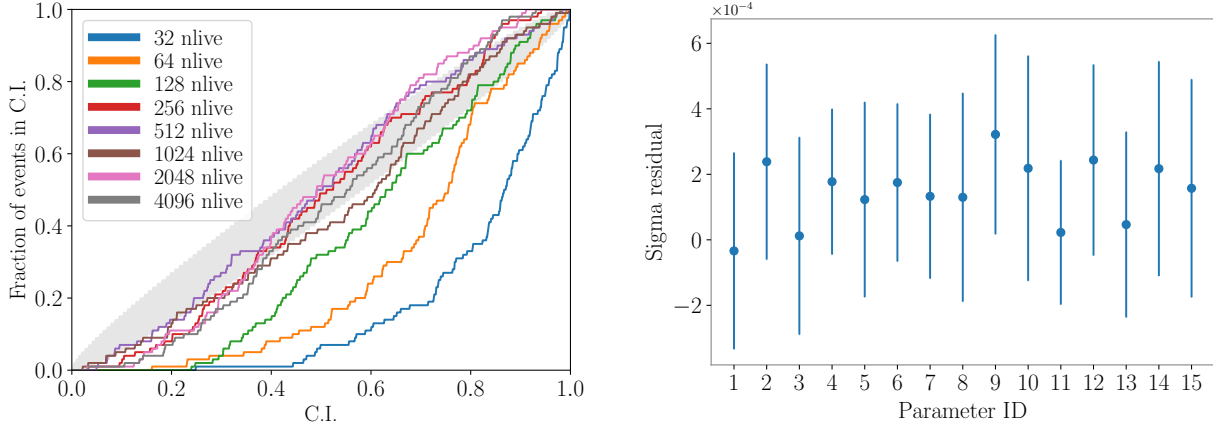 1.0
0.8
0.6
0.4
0.2
0.0
Fraction of events in C.I.
32 nlive
64 nlive
128 nlive
256 nlive
512 nlive
1024 nlive
2048 nlive
4096 nlive
0.0 0.2 0.4 0.6 0.8 1.0
C.I.
×10⁻⁴
6
4
2
0
−2
Sigma residual
1 2 3 4 5 6 7 8 9 10 11 12 13 14 15
Parameter ID